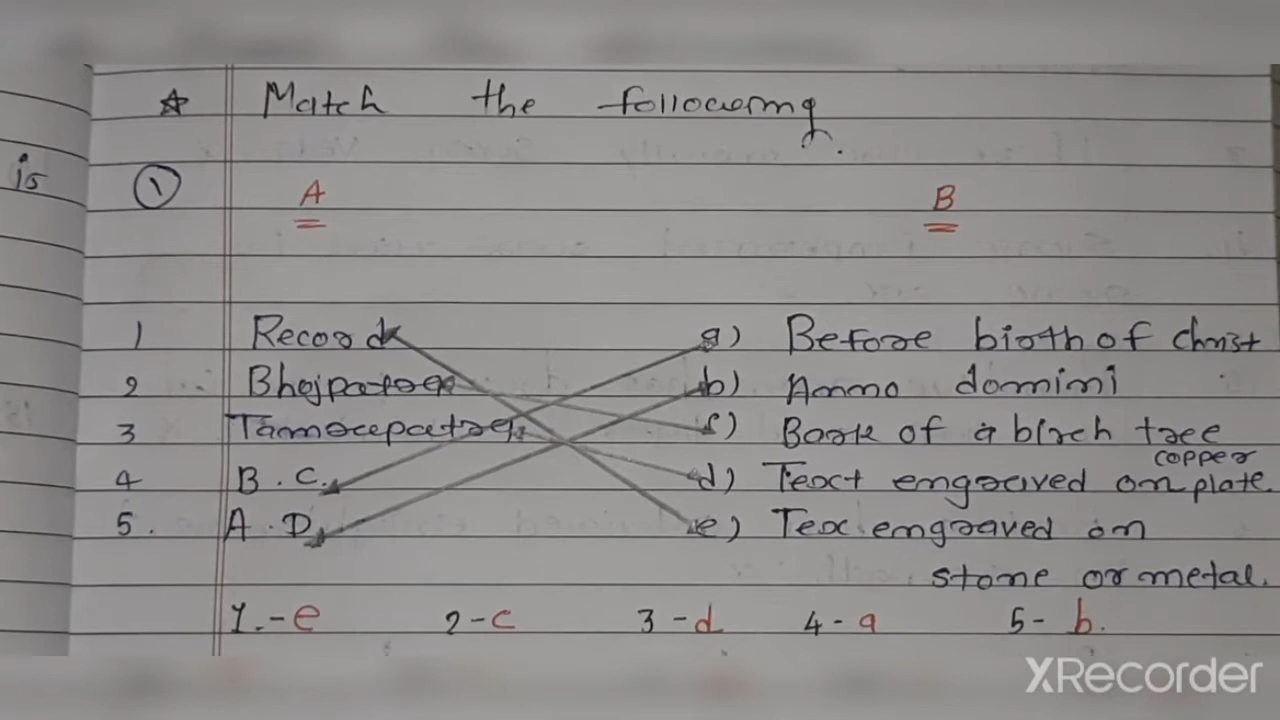 ☆ Match the following.
is
① A B
1 Record a) Before birth of Christ
2 Bhojpatra b) Anno domini
3 Tamrapatra c) Bark of a birch tree
copper
4 B.C. d) Text engraved on plate.
5. A.D. e) Tex engraved on
stone or metal.
1.-e 2-c 3-d 4-a 5-b.
XRecorder